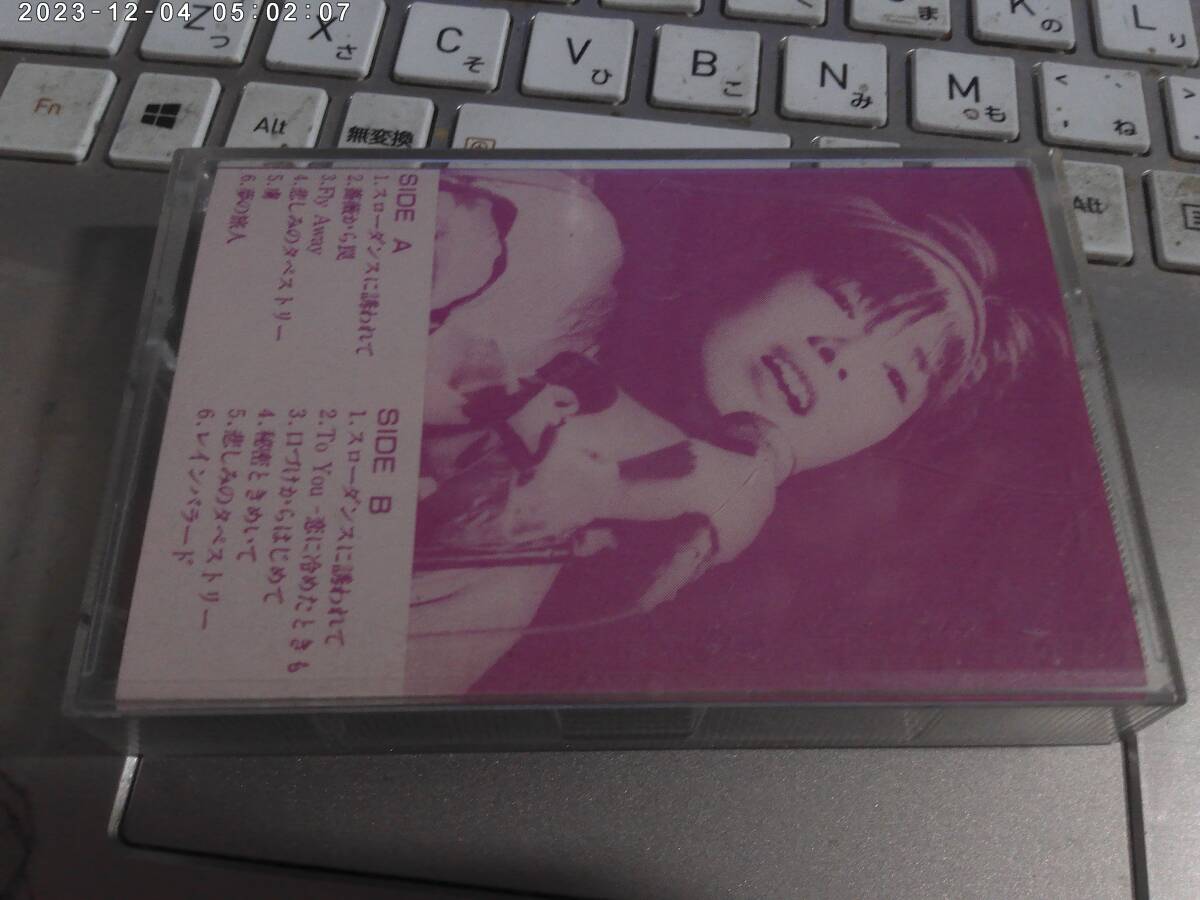 2023-12-04 05:02:07
Z つ
X さ
C そ
V ひ
B こ
N み
M も
K の
L り
ま
< 、
, ね
>
Fn
Alt
無変換
Alt
SIDE A
1.スローダンスに誘われて
2.薔薇から罠
3.Fly Away
4.悲しみのタペストリー
6.夢の旅人
SIDE B
1.スローダンスに誘われて
2.To You -恋に冷めたときも
3.口づけからはじめて
4.秘密ときめいて
5.悲しみのタペストリー
6.レインバラード